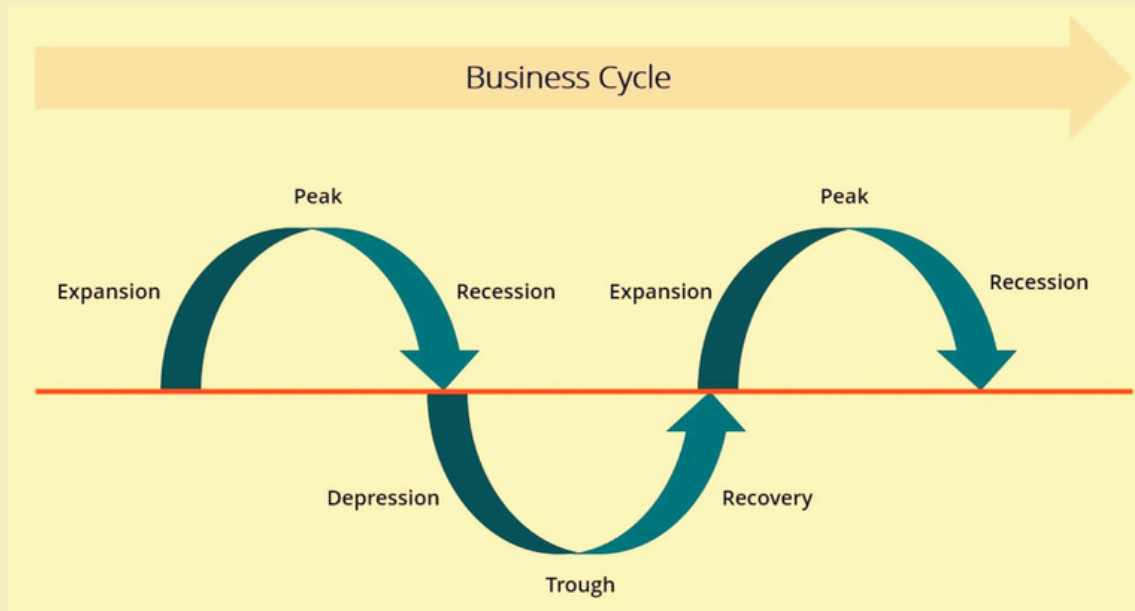 Business Cycle
Peak
Peak
Expansion
Recession
Expansion
Recession
Depression
Recovery
Trough